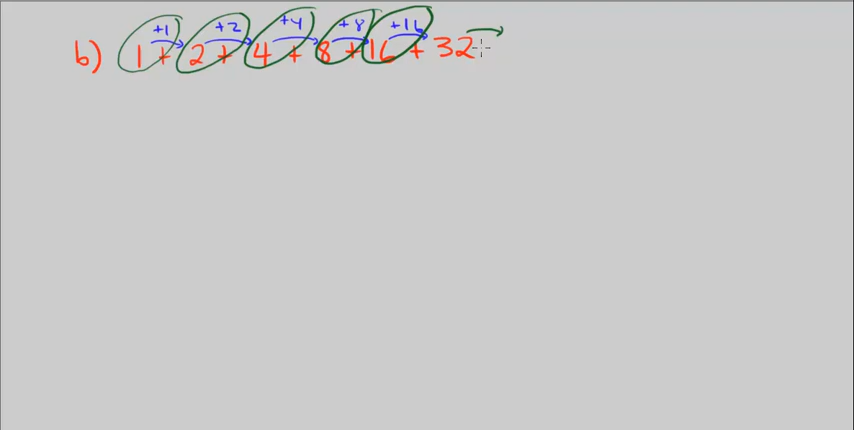 +1 +2 +4 +8 +16
b) 1 + 2 + 4 + 8 + 16 + 32